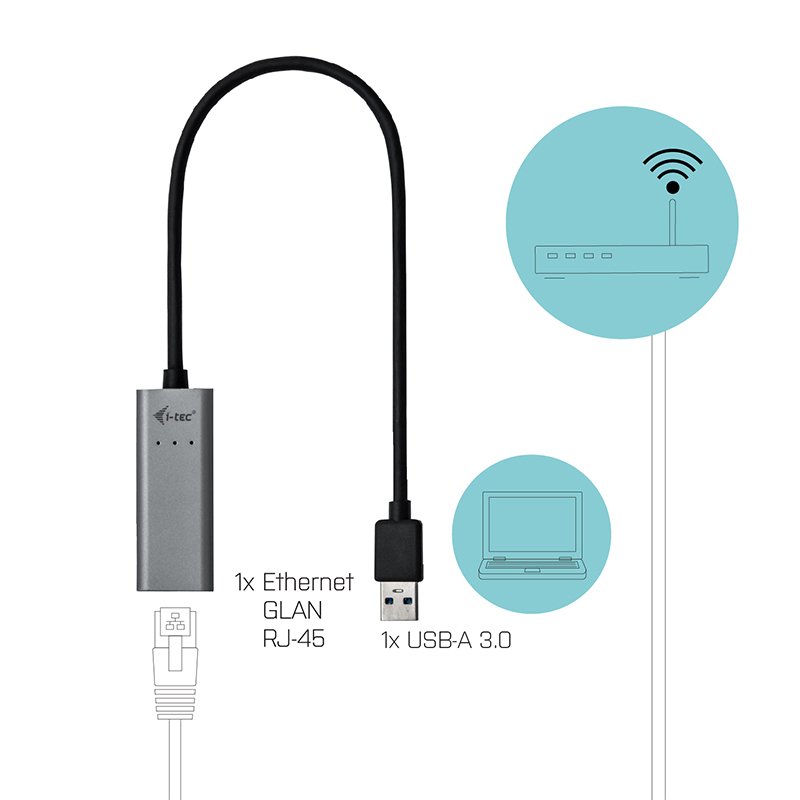 i-tec®
1x Ethernet
GLAN
RJ-45
1x USB-A 3.0